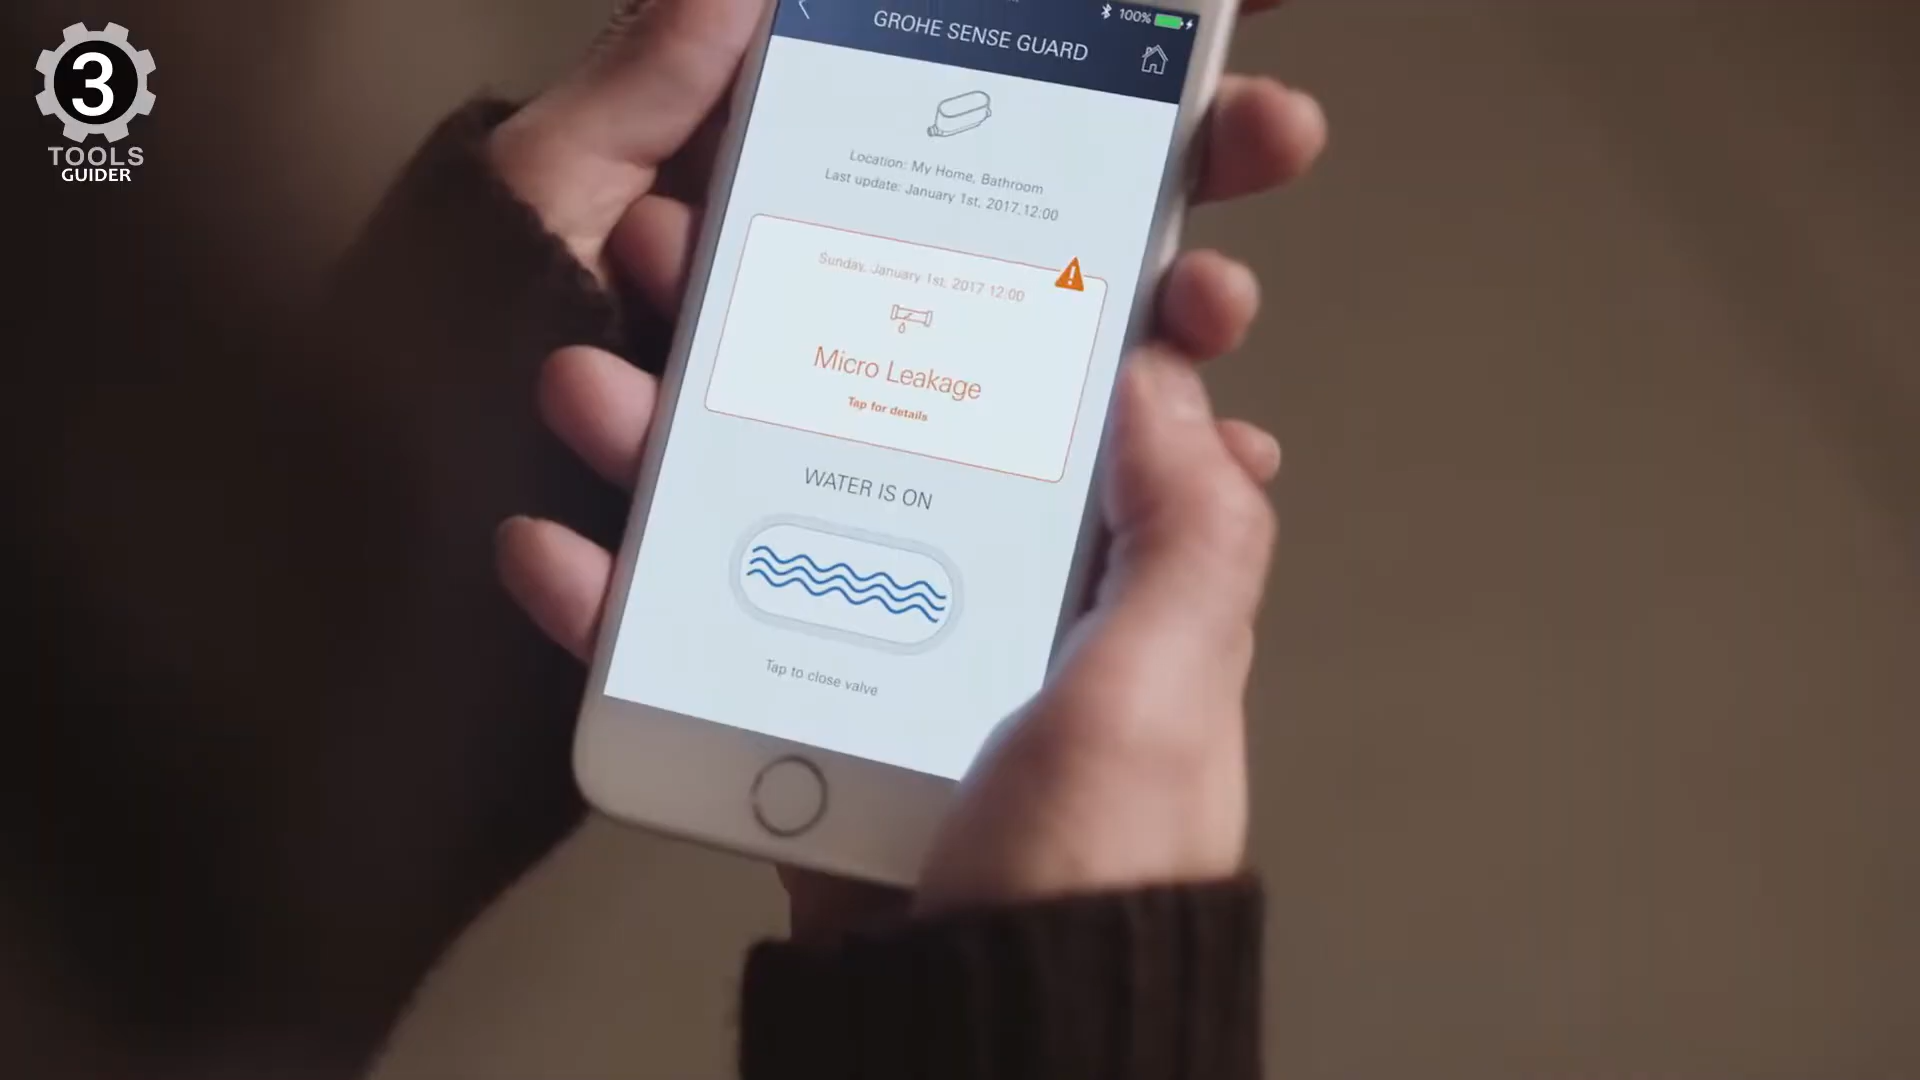 3
TOOLS
GUIDER
100%
GROHE SENSE GUARD
Location: My Home, Bathroom
Last update: January 1st, 2017,12:00
Sunday, January 1st, 2017 12:00
Micro Leakage
Tap for details
WATER IS ON
Tap to close valve